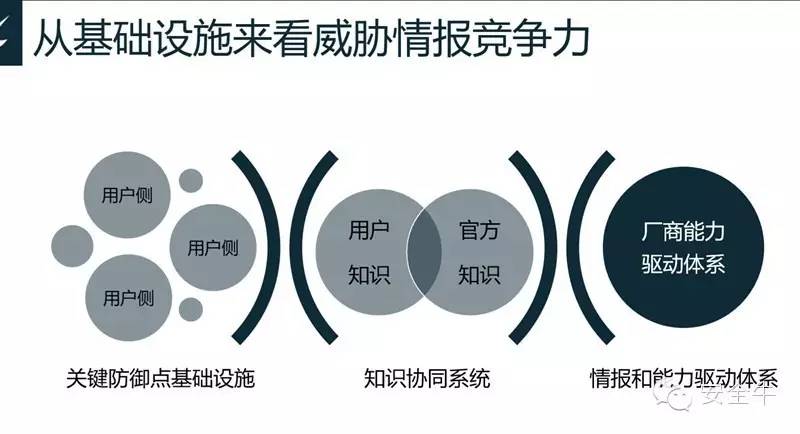 从基础设施来看威胁情报竞争力
用户侧
用户侧
用户侧
用户
知识
官方
知识
厂商能力
驱动体系
关键防御点基础设施
知识协同系统
情报和能力驱动体系
安全牛